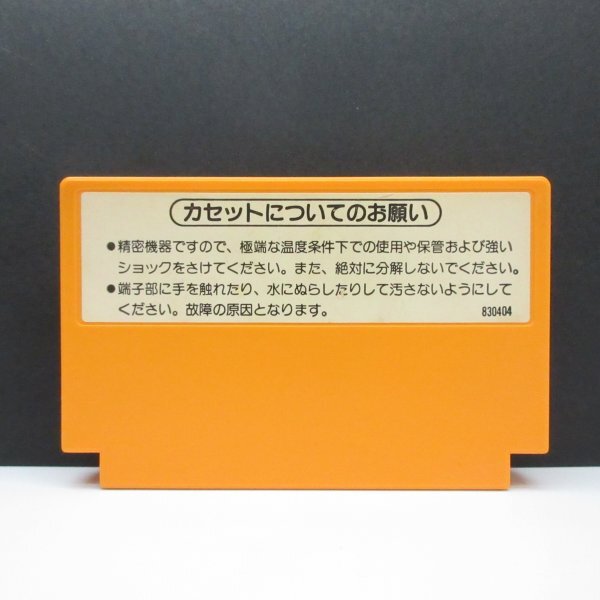 カセットについてのお願い
●精密機器ですので、極端な温度条件下での使用や保管および強い
ショックをさけてください。また、絶対に分解しないでください。
●端子部に手を触れたり、水にぬらしたりして汚さないようにして
ください。故障の原因となります。
830404